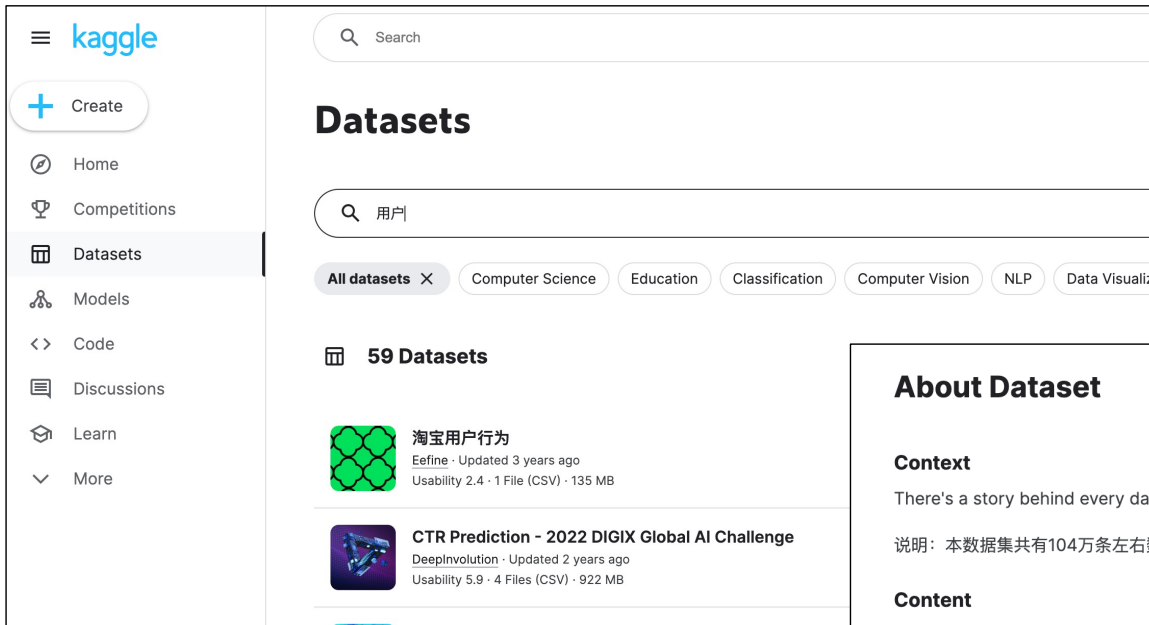 kaggle
Search
Create
Home
Competitions
Datasets
Models
Code
Discussions
Learn
More
Datasets
用户
All datasets
Computer Science
Education
Classification
Computer Vision
NLP
Data Visualiz
59 Datasets
淘宝用户行为
Eefine · Updated 3 years ago
Usability 2.4 · 1 File (CSV) · 135 MB
CTR Prediction - 2022 DIGIX Global AI Challenge
DeepInvolution · Updated 2 years ago
Usability 5.9 · 4 Files (CSV) · 922 MB
About Dataset
Context
There's a story behind every da
说明：本数据集共有104万条左右
Content